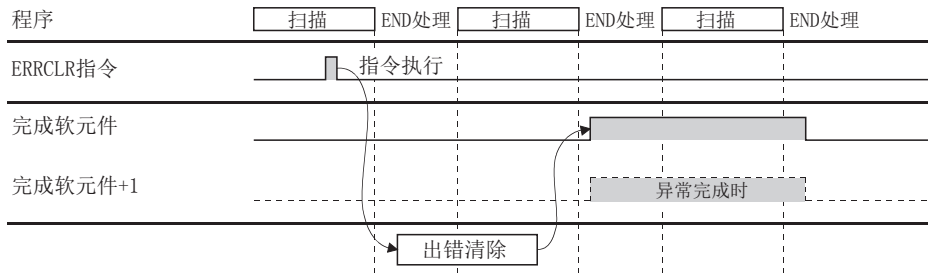 程序 扫描 END处理 扫描 END处理 扫描 END处理
ERRCLR指令 指令执行
完成软元件
完成软元件+1 异常完成时
出错清除